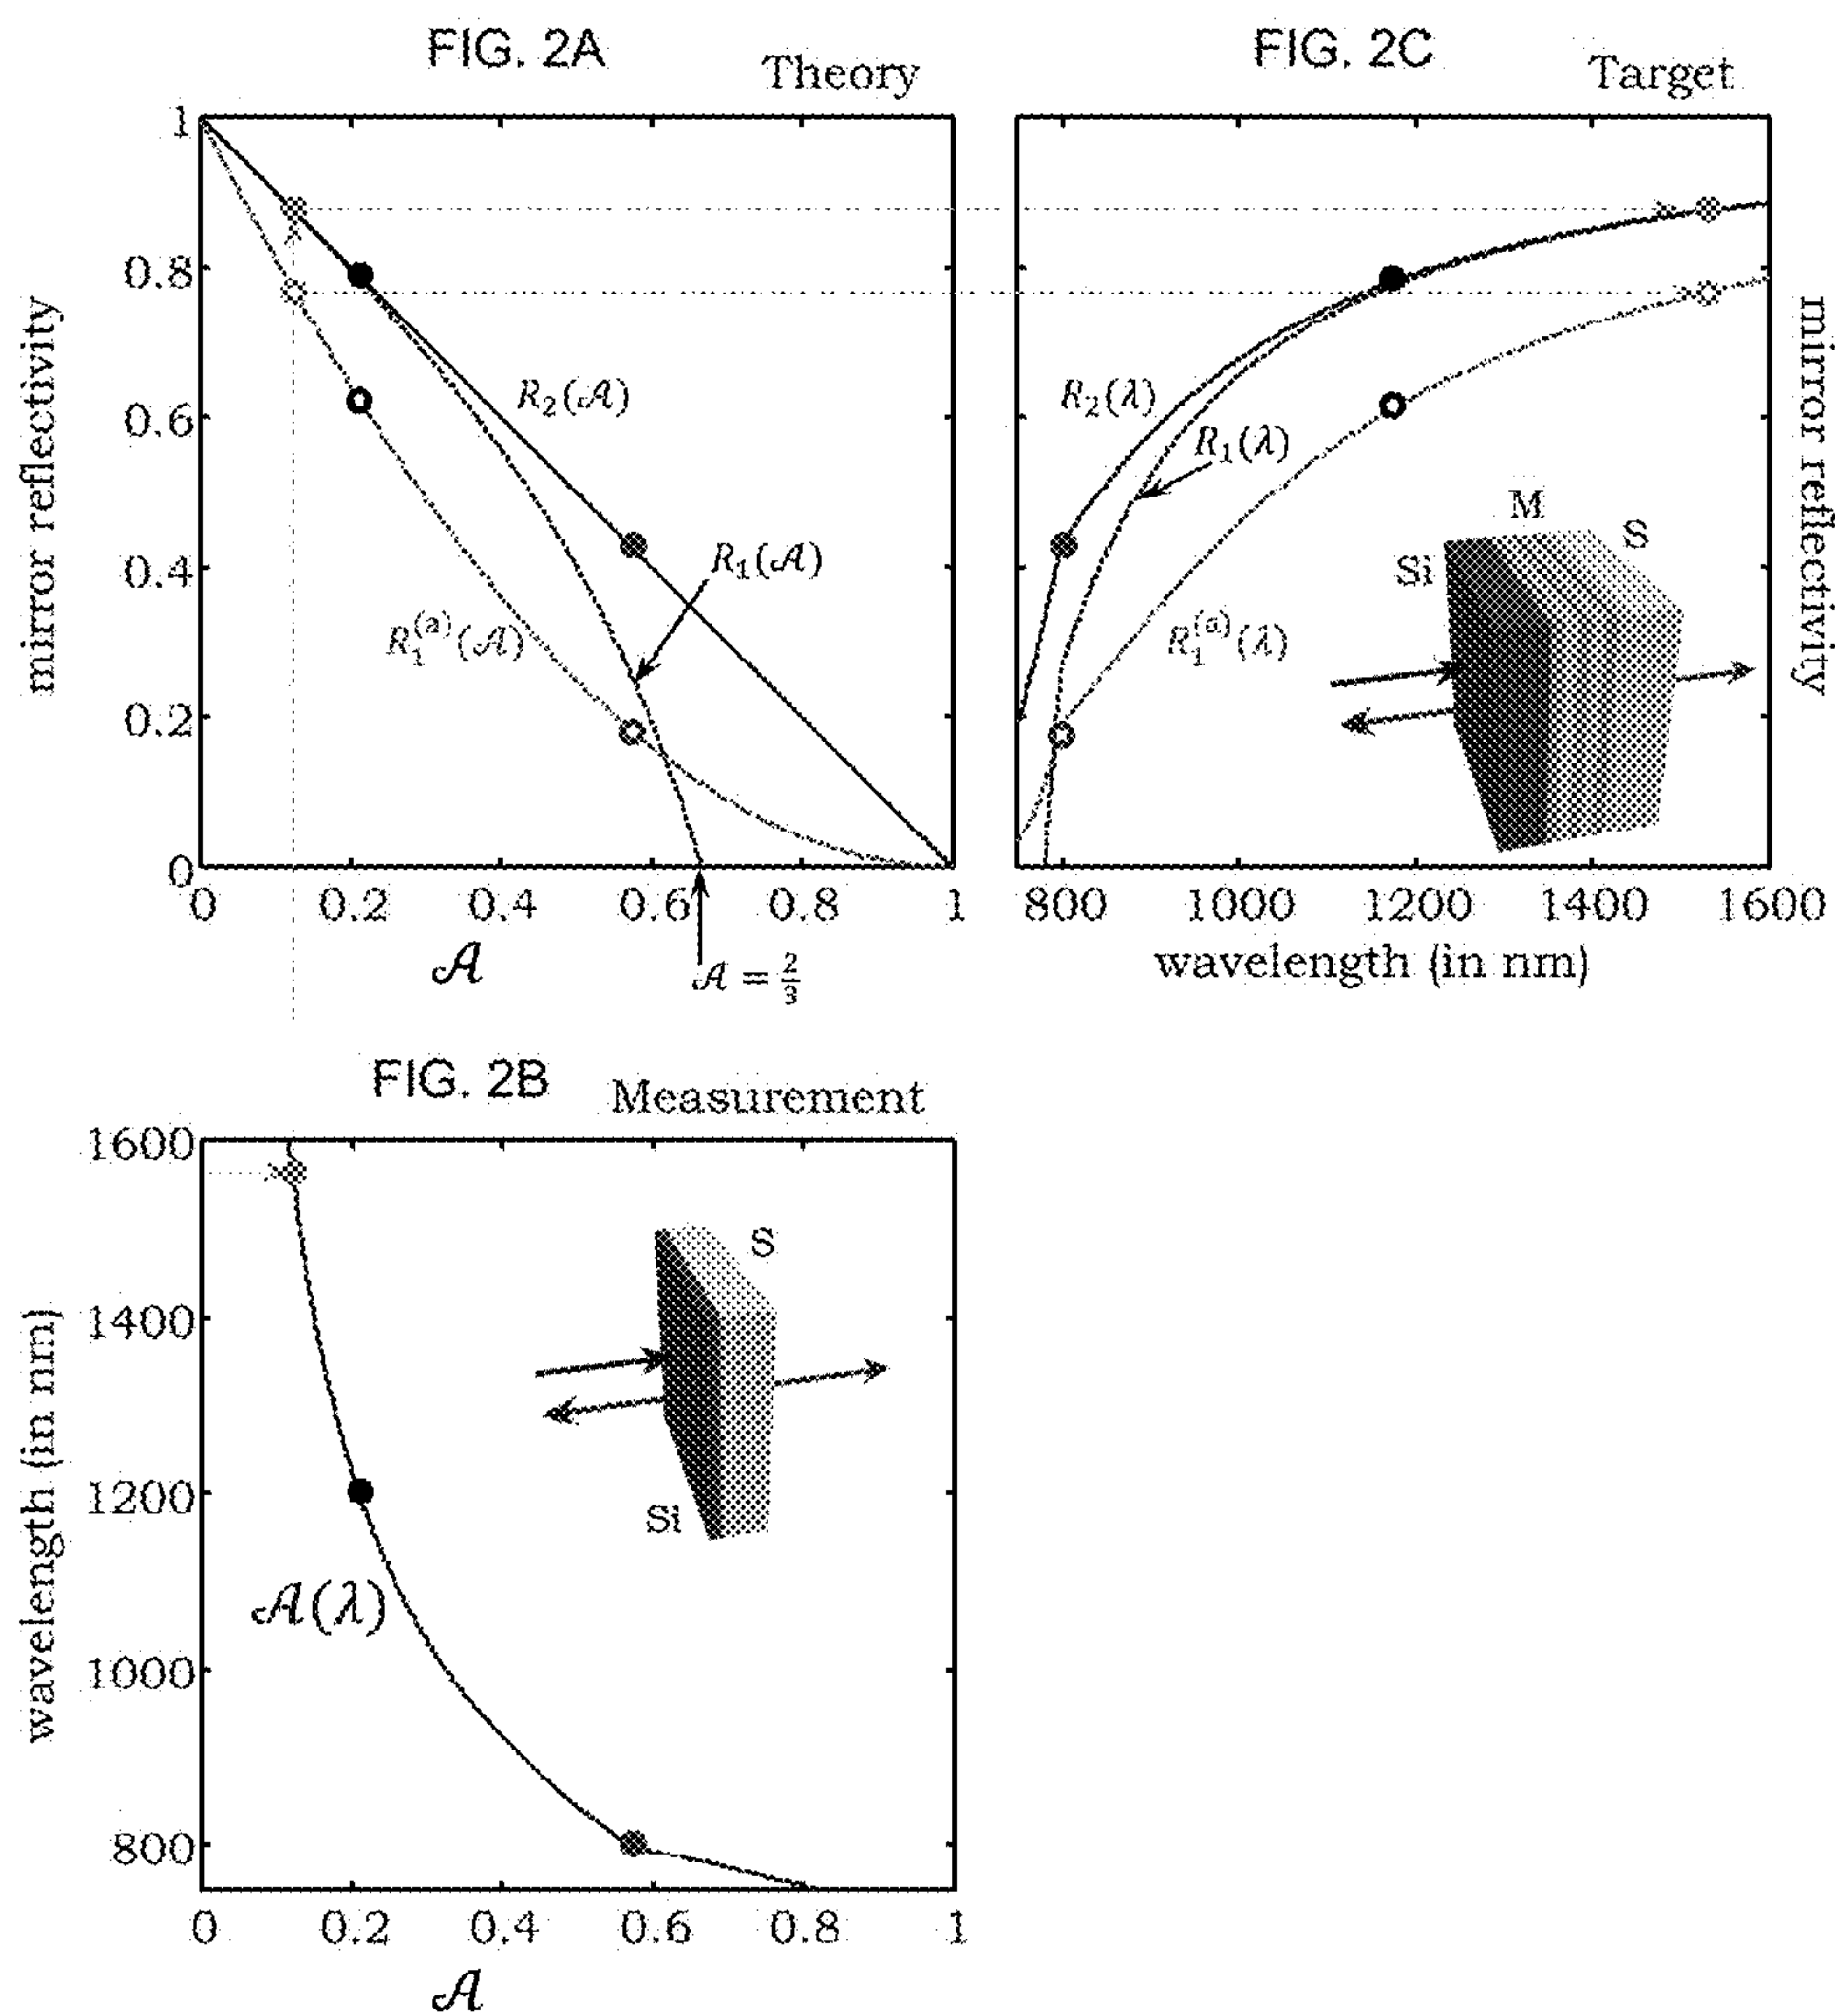 FIG. 2A
Theory
1
0.8
0.6
0.4
0.2
0
mirror reflectivity
R₂(𝒜)
R₁(𝒜)
R₁⁽ᵃ⁾(𝒜)
0 0.2 0.4 0.6 0.8 1
𝒜
𝒜 = 2/3
FIG. 2C
Target
R₂(λ)
R₁(λ)
R₁⁽ᵃ⁾(λ)
M
S
Si
mirror reflectivity
800 1000 1200 1400 1600
wavelength (in nm)
FIG. 2B
Measurement
1600
1400
1200
1000
800
wavelength (in nm)
𝒜(λ)
S
Si
0 0.2 0.4 0.6 0.8 1
𝒜